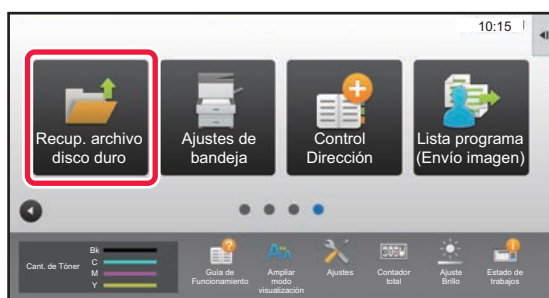 10:15
Recup. archivo
disco duro
Ajustes de
bandeja
Control
Dirección
Lista programa
(Envío imagen)
Cant. de Tóner
Bk
C
M
Y
Guía de
Funcionamiento
Ampliar
modo
visualización
Ajustes
Contador
total
Ajuste
Brillo
Estado de
trabajos